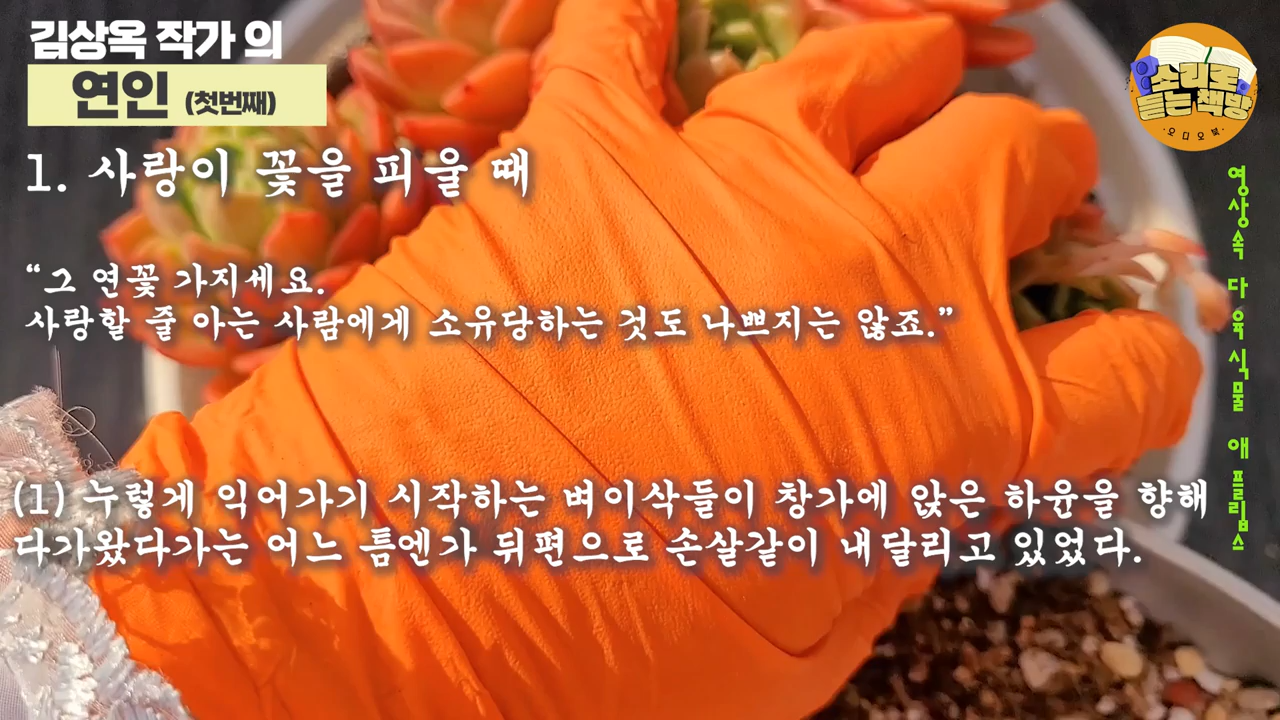 김상옥 작가 의
연인 (첫번째)
소리로
듣는 책방
·오디오북·
1. 사랑이 꽃을 피울 때
“그 연꽃 가지세요.
사랑할 줄 아는 사람에게 소유당하는 것도 나쁘지는 않죠.”
(1) 누렇게 익어가기 시작하는 벼이삭들이 창가에 앉은 하윤을 향해
다가왔다가는 어느 틈엔가 뒤편으로 손살같이 내달리고 있었다.
영상속 다육식물 애플림스